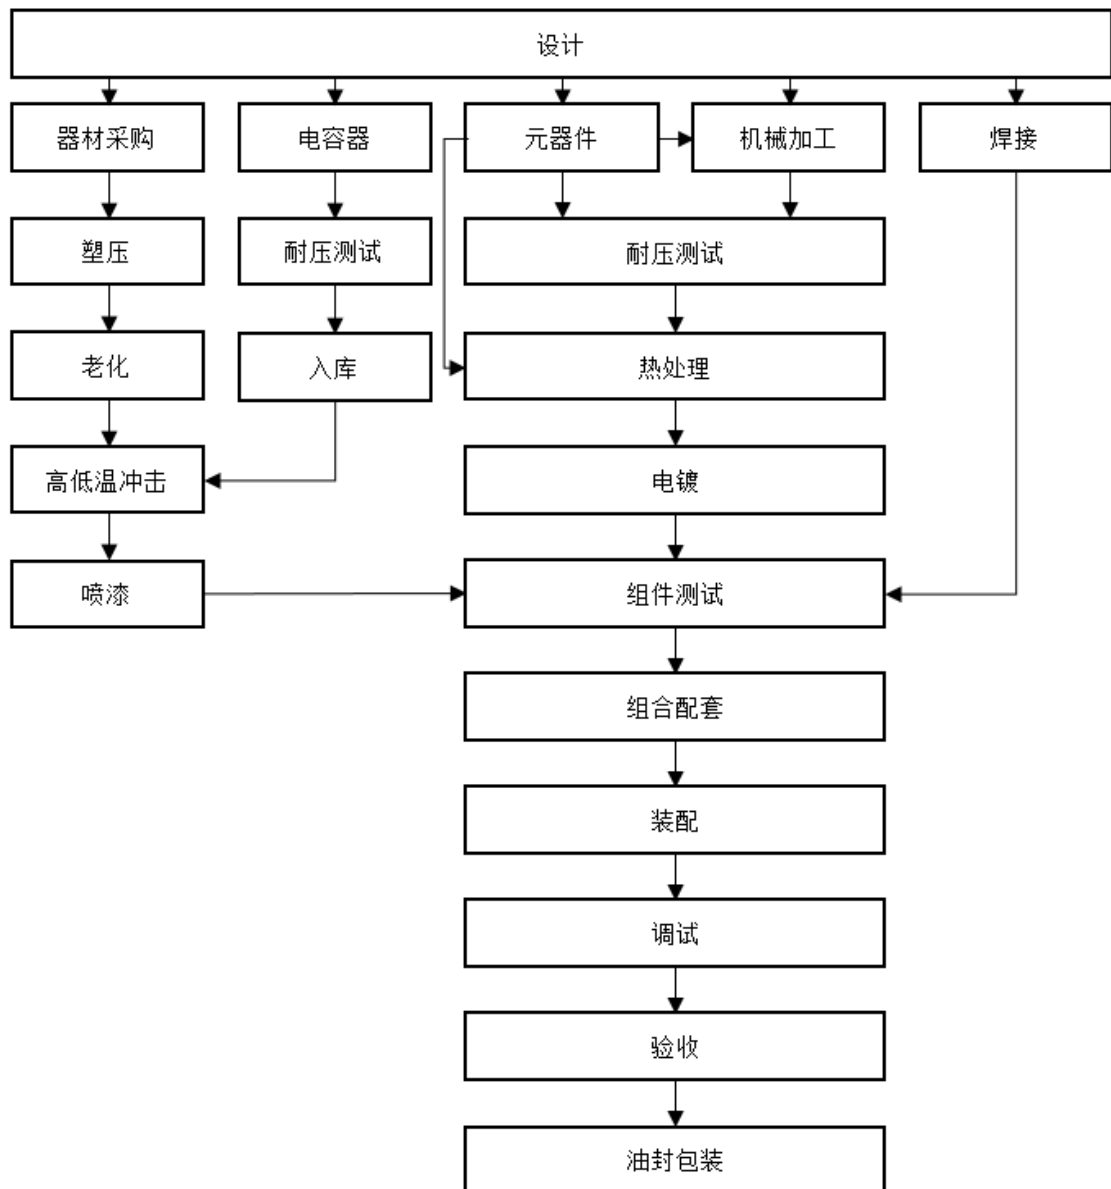 设计
器材采购
电容器
元器件
机械加工
焊接
塑压
耐压测试
耐压测试
老化
入库
热处理
高低温冲击
电镀
喷漆
组件测试
组合配套
装配
调试
验收
油封包装